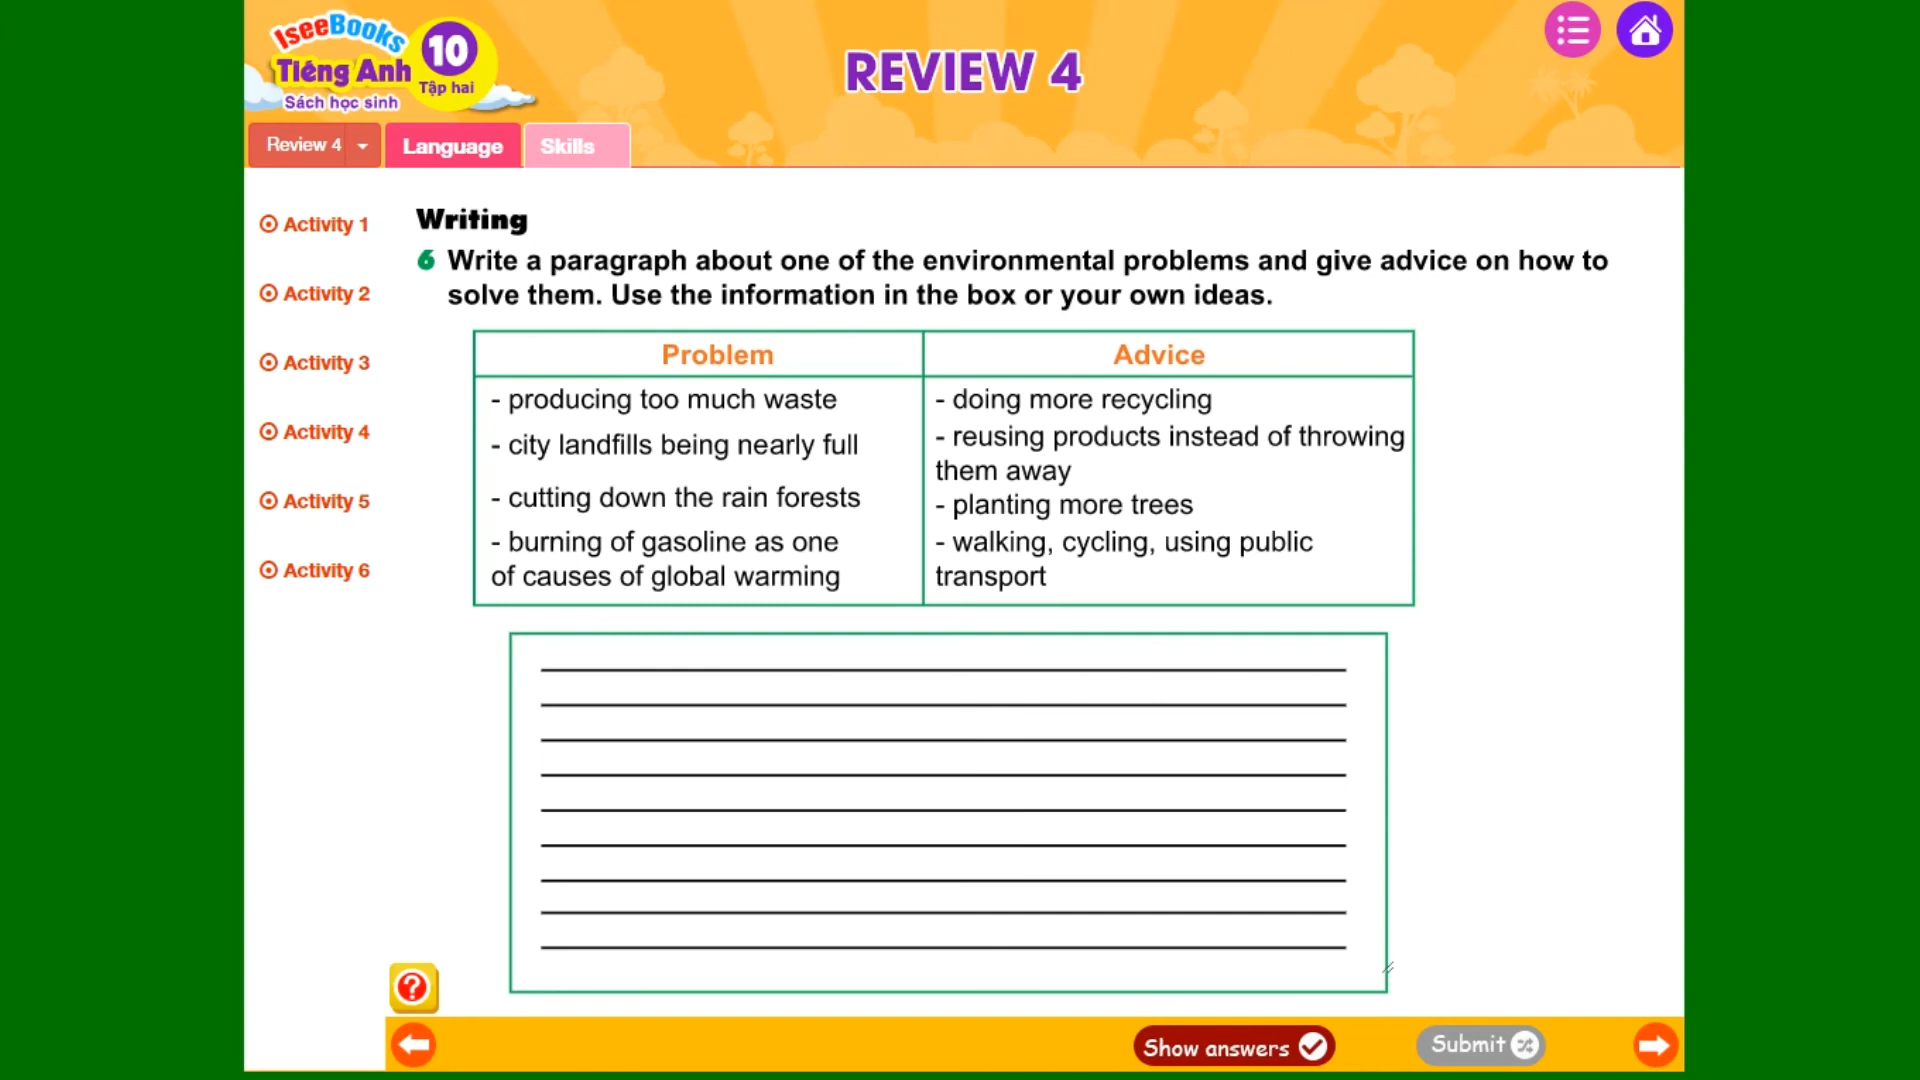 IseeBooks
Tiếng Anh 10
Tập hai
Sách học sinh
REVIEW 4
Review 4
Language
Skills
Activity 1
Activity 2
Activity 3
Activity 4
Activity 5
Activity 6
Writing
6 Write a paragraph about one of the environmental problems and give advice on how to
solve them. Use the information in the box or your own ideas.
Problem
- producing too much waste
- city landfills being nearly full
- cutting down the rain forests
- burning of gasoline as one
of causes of global warming
Advice
- doing more recycling
- reusing products instead of throwing
them away
- planting more trees
- walking, cycling, using public
transport
?
Show answers
Submit